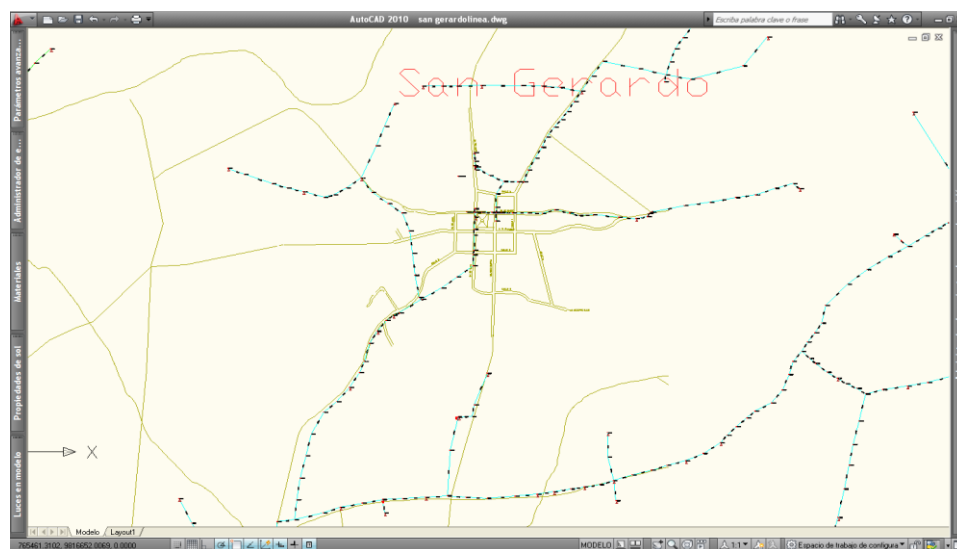 AutoCAD 2010 san gerardolinea.dwg
Escriba palabra clave o frase
Parámetros avanza...
San Gerardo
Administrador de e...
Materiales
Propiedades de sol
Luces en modelo
X
Modelo Layout1
765461.3102, 9816652.0069, 0.0000
MODELO
1:1
Espacio de trabajo de configura